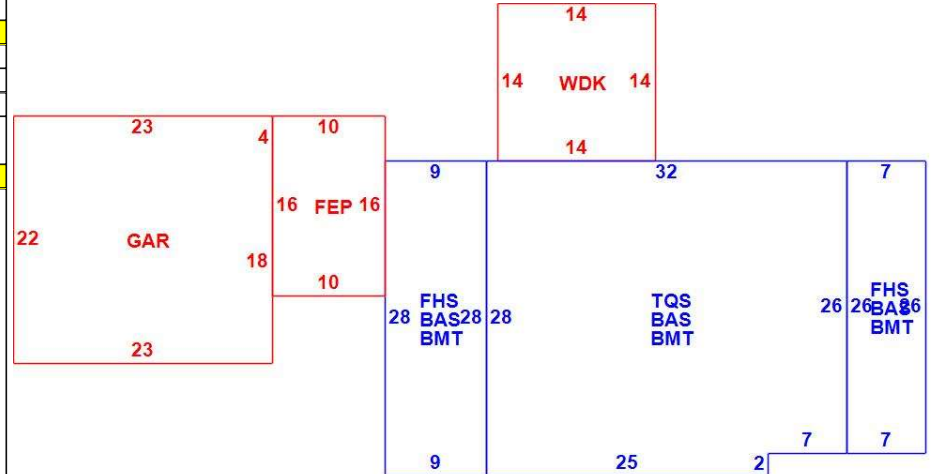 14
14 WDK 14
14
23 4 10
9 32 7
16 FEP 16
22 GAR 18
10
FHS TQS FHS
28 BAS 28 28 BAS 26 26 BAS 26
BMT BMT BMT
23
7 7
9 25 2